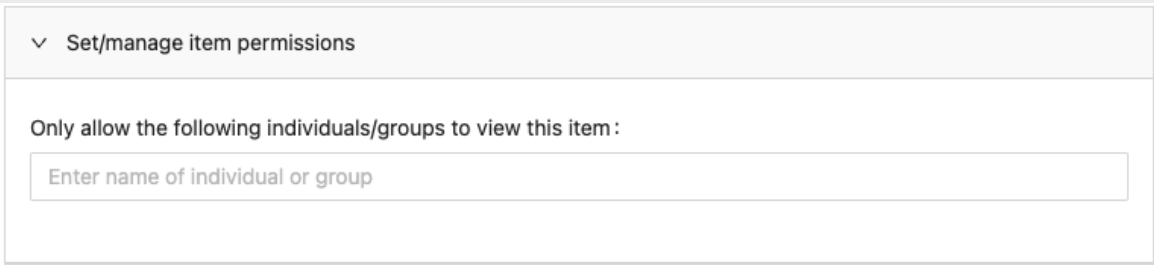 Set/manage item permissions
Only allow the following individuals/groups to view this item:
Enter name of individual or group